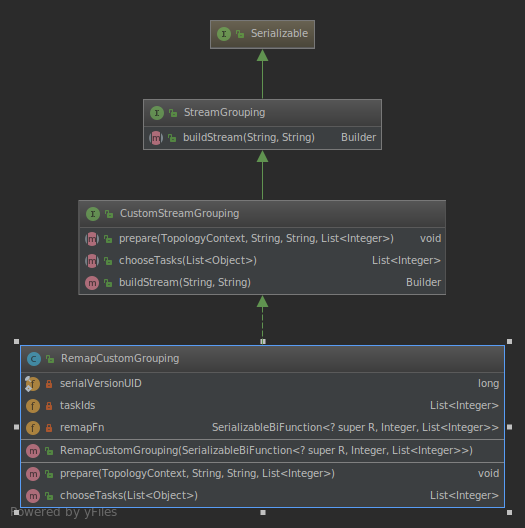 Serializable
StreamGrouping
buildStream(String, String) Builder
CustomStreamGrouping
prepare(TopologyContext, String, String, List<Integer>) void
chooseTasks(List<Object>) List<Integer>
buildStream(String, String) Builder
RemapCustomGrouping
serialVersionUID long
taskIds List<Integer>
remapFn SerializableBiFunction<? super R, Integer, List<Integer>>
RemapCustomGrouping(SerializableBiFunction<? super R, Integer, List<Integer>>)
prepare(TopologyContext, String, String, List<Integer>) void
chooseTasks(List<Object>) List<Integer>
Powered by yFiles